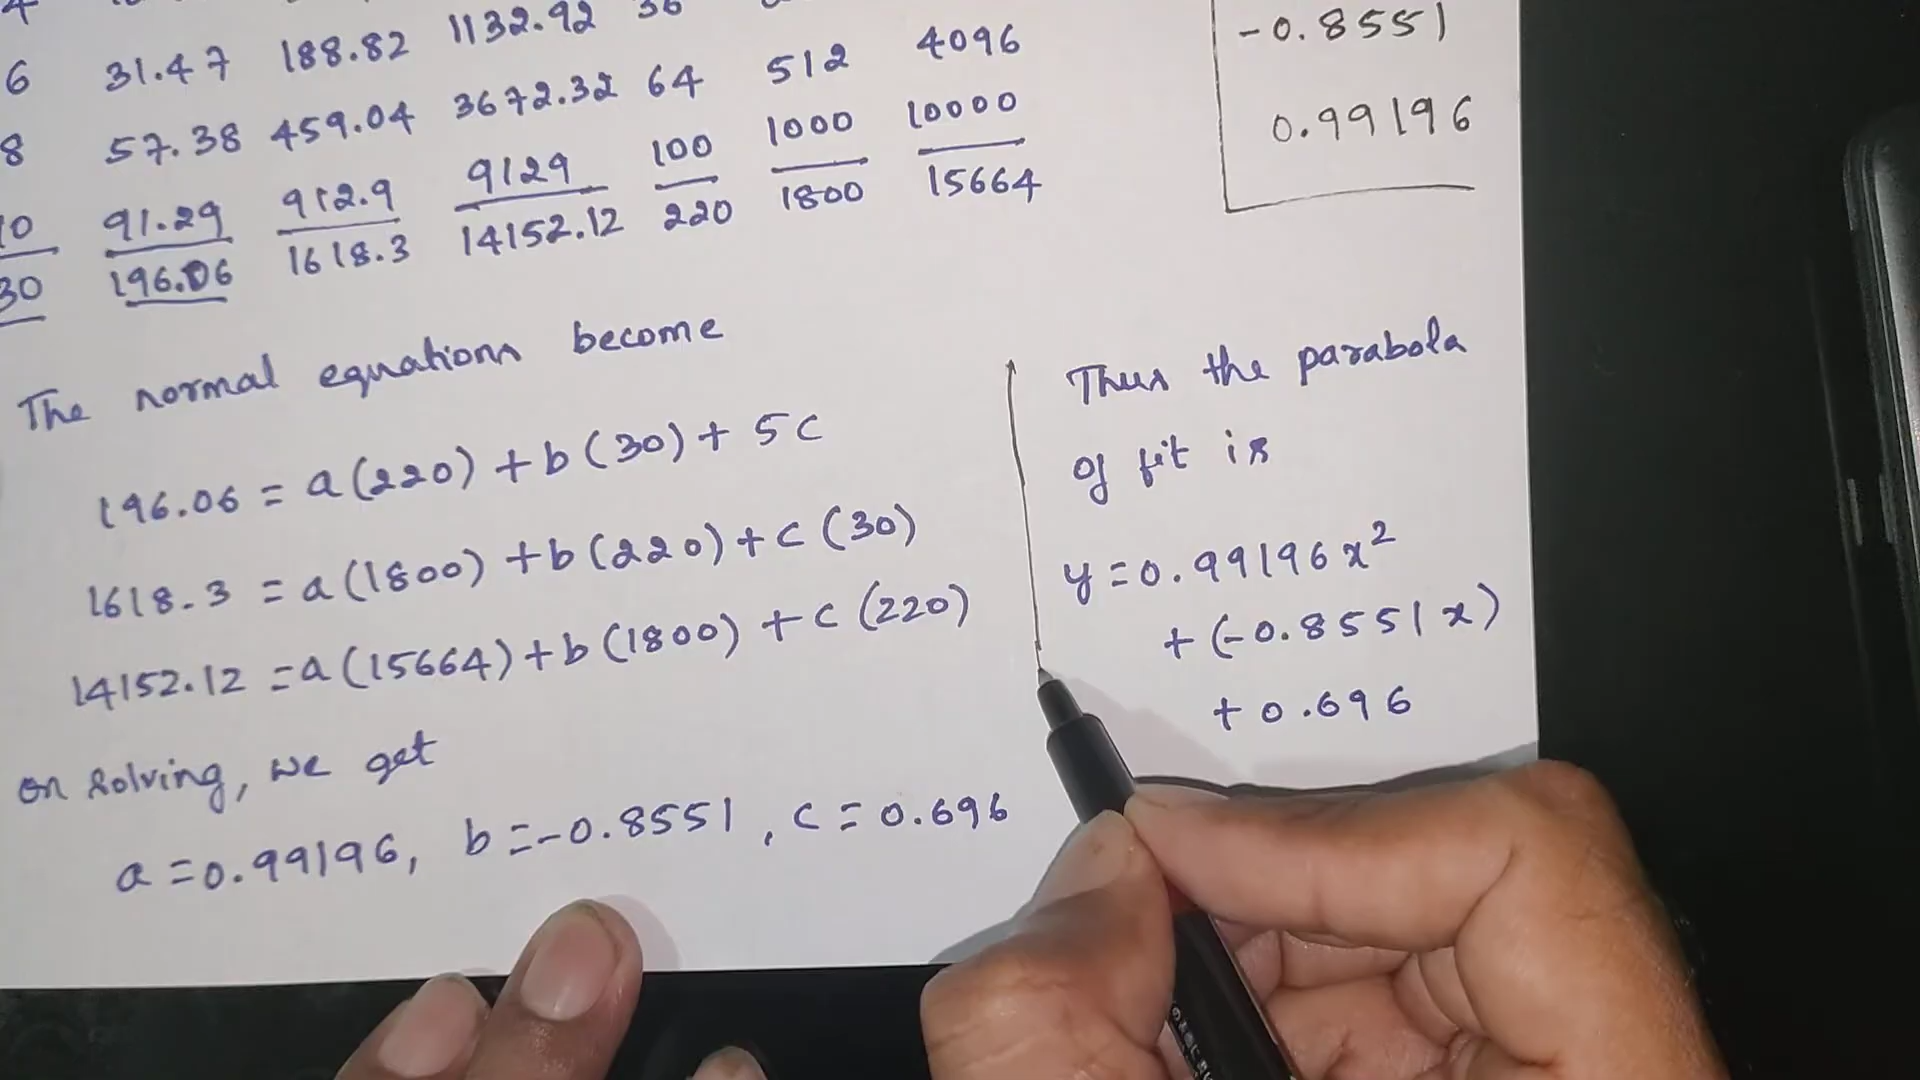 1132.92 36
6 31.47 188.82 4096
8 57.38 459.04 3672.32 64 512
10 91.29 912.9 9129 100 1000 10000
30 196.06 1618.3 14152.12 220 1800 15664
-0.8551
0.99196
The normal equations become
196.06 = a(220) + b(30) + 5c
1618.3 = a(1800) + b(220) + c(30)
14152.12 = a(15664) + b(1800) + c(220)
on solving, we get
a = 0.99196, b = -0.8551, c = 0.696
Thus the parabola
of fit is
y = 0.99196x²
+ (-0.8551x)
+ 0.696